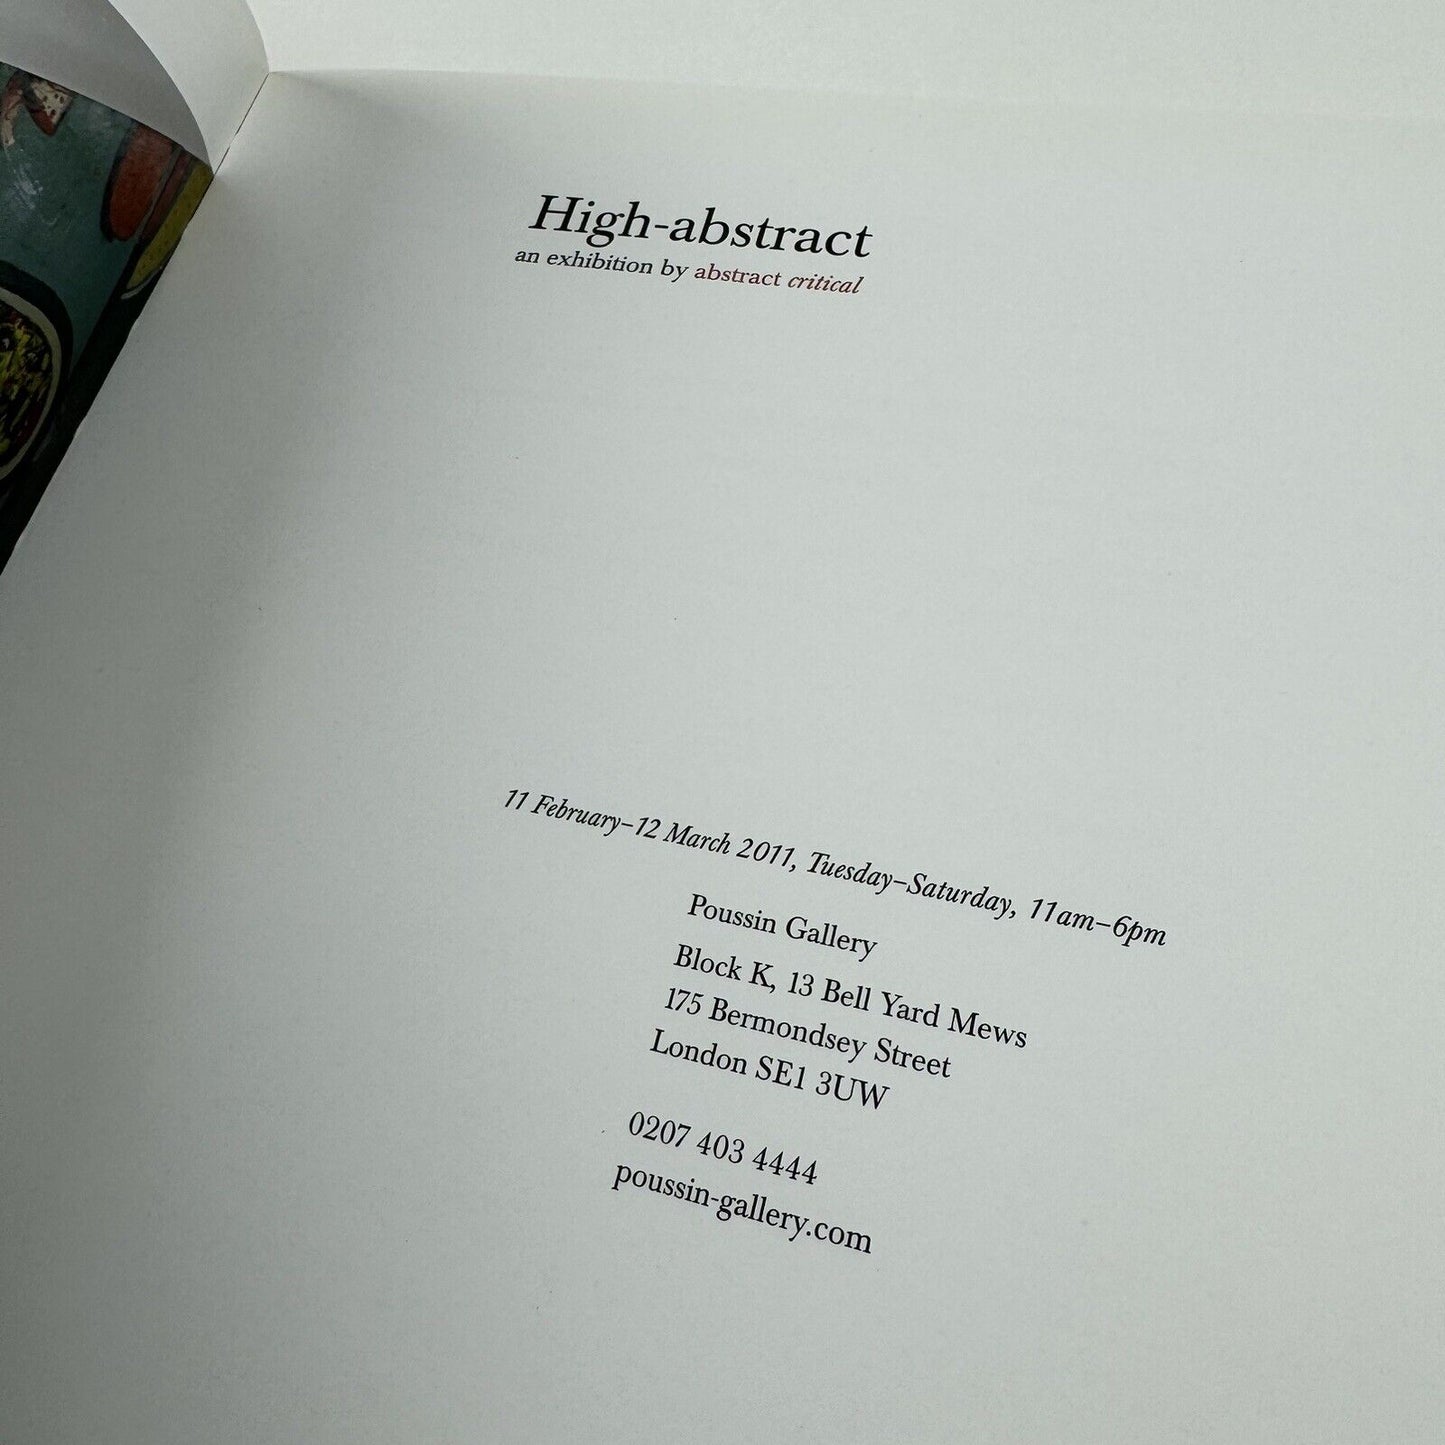 High-abstract
an exhibition by abstract critical
11 February–12 March 2011, Tuesday–Saturday, 11am–6pm
Poussin Gallery
Block K, 13 Bell Yard Mews
175 Bermondsey Street
London SE1 3UW
0207 403 4444
poussin-gallery.com